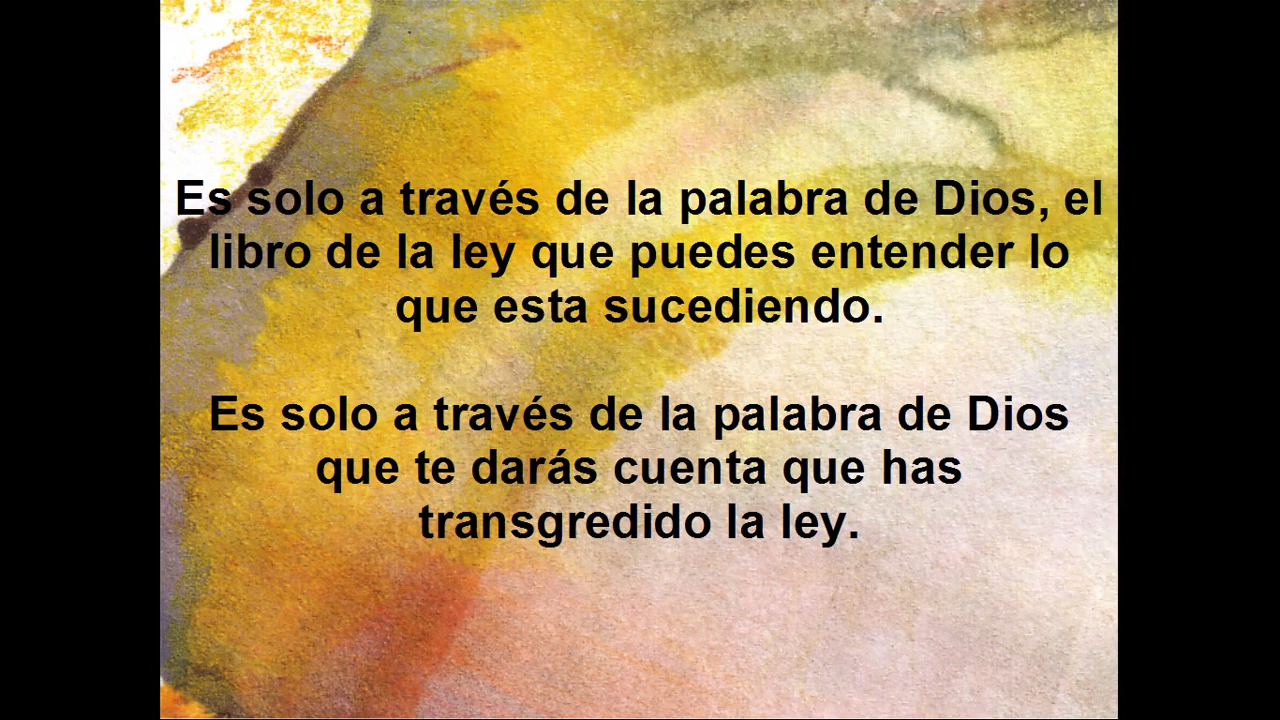 Es solo a través de la palabra de Dios, el
libro de la ley que puedes entender lo
que esta sucediendo.
Es solo a través de la palabra de Dios
que te darás cuenta que has
transgredido la ley.